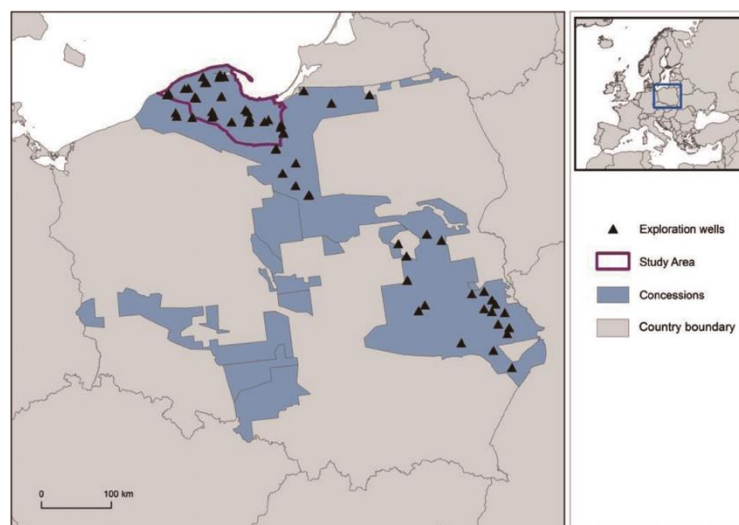 Exploration wells
Study Area
Concessions
Country boundary
0 100 km